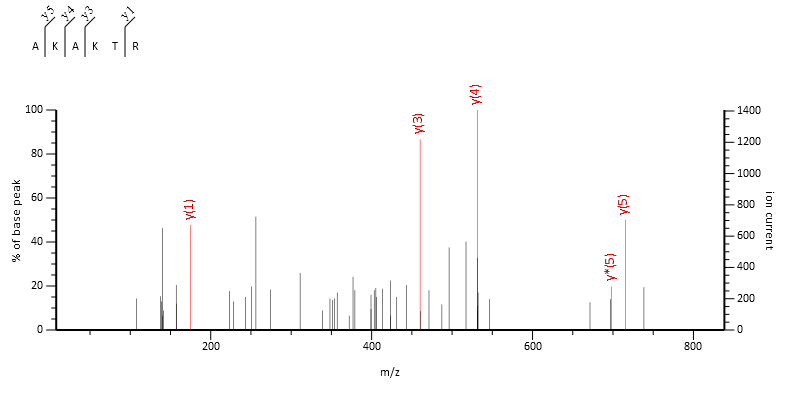 y5 y4 y3 y1
A K A K T R
100 80 60 40 20 0
% of base peak
1400 1200 1000 800 600 400 200 0
ion current
y(1) y(3) y(4) y*(5) y(5)
200 400 600 800
m/z